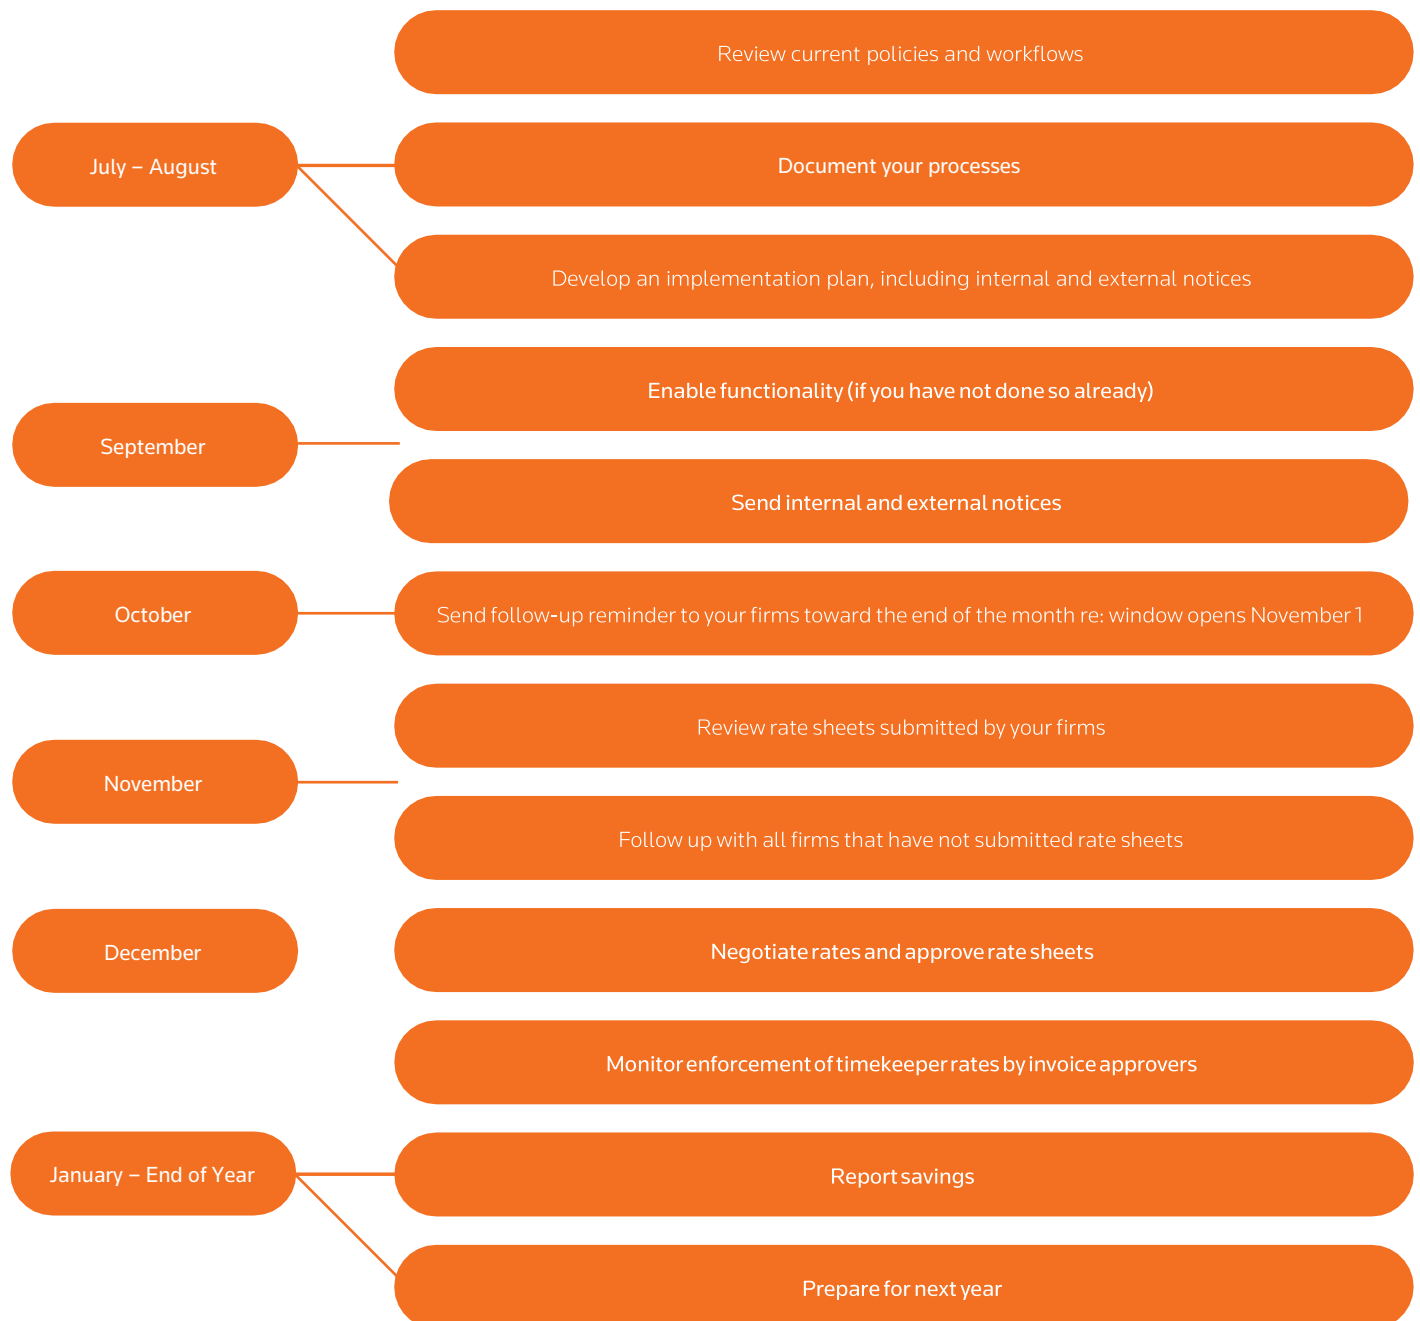 Review current policies and workflows
July – August
Document your processes
Develop an implementation plan, including internal and external notices
Enable functionality (if you have not done so already)
September
Send internal and external notices
October
Send follow-up reminder to your firms toward the end of the month re: window opens November 1
Review rate sheets submitted by your firms
November
Follow up with all firms that have not submitted rate sheets
December
Negotiate rates and approve rate sheets
Monitor enforcement of timekeeper rates by invoice approvers
January – End of Year
Report savings
Prepare for next year